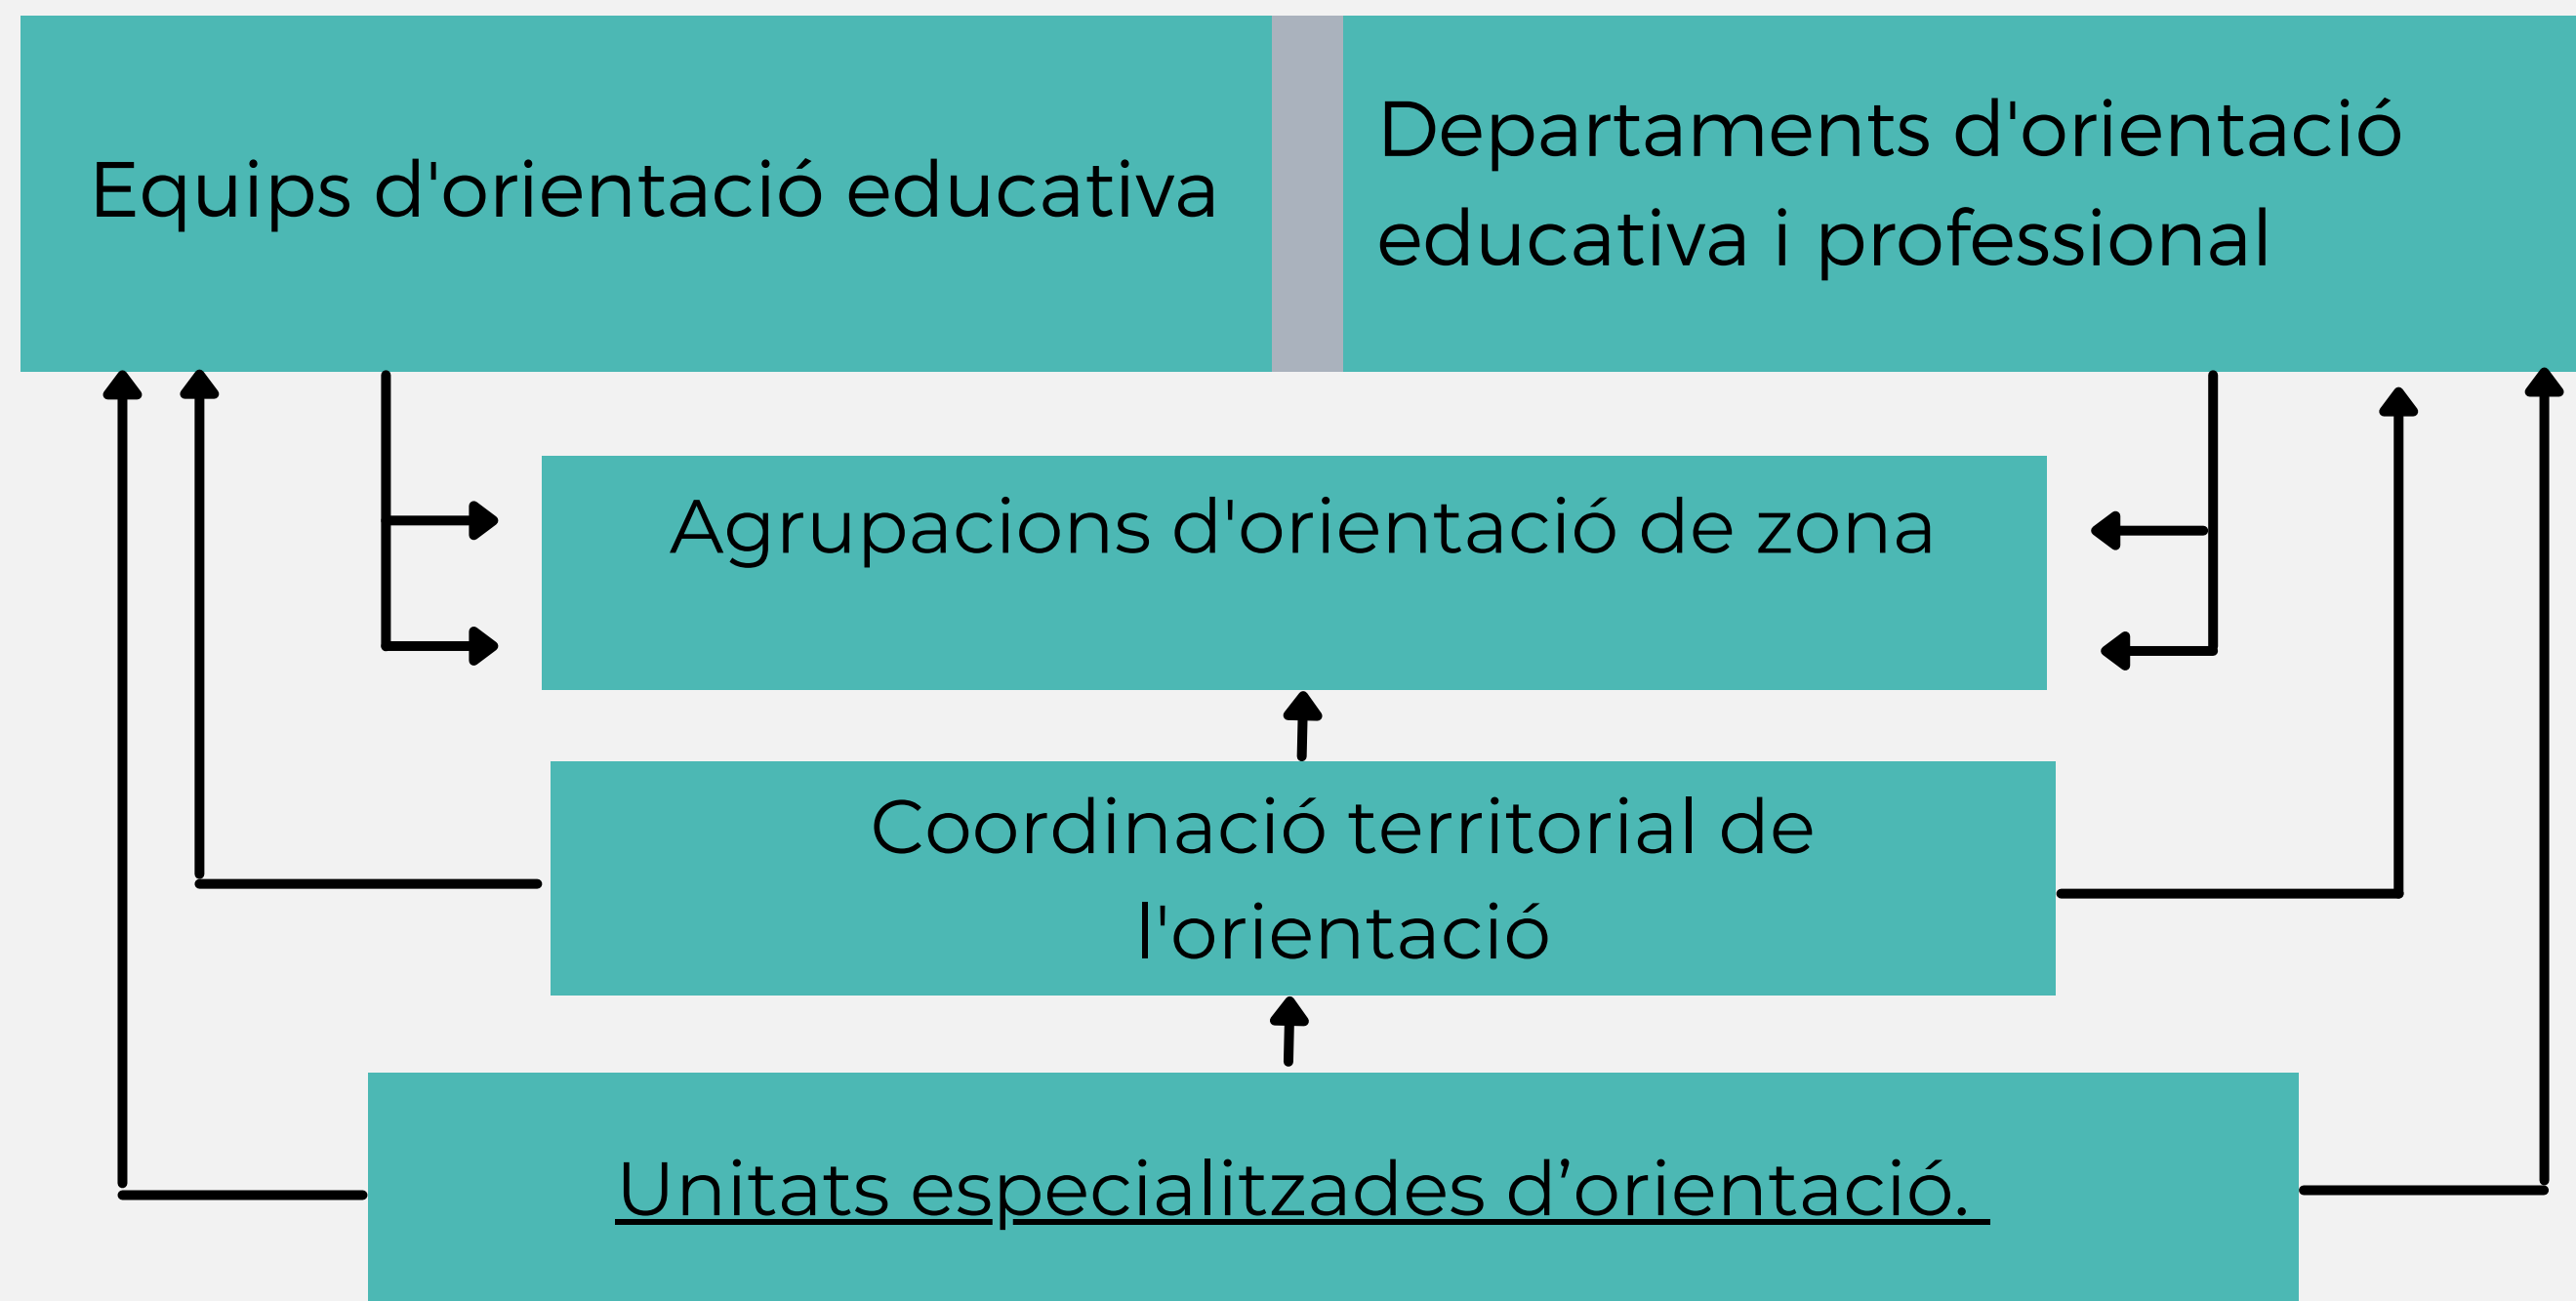 Equips d'orientació educativa
Departaments d'orientació
educativa i professional
Agrupacions d'orientació de zona
Coordinació territorial de
l'orientació
Unitats especialitzades d’orientació.